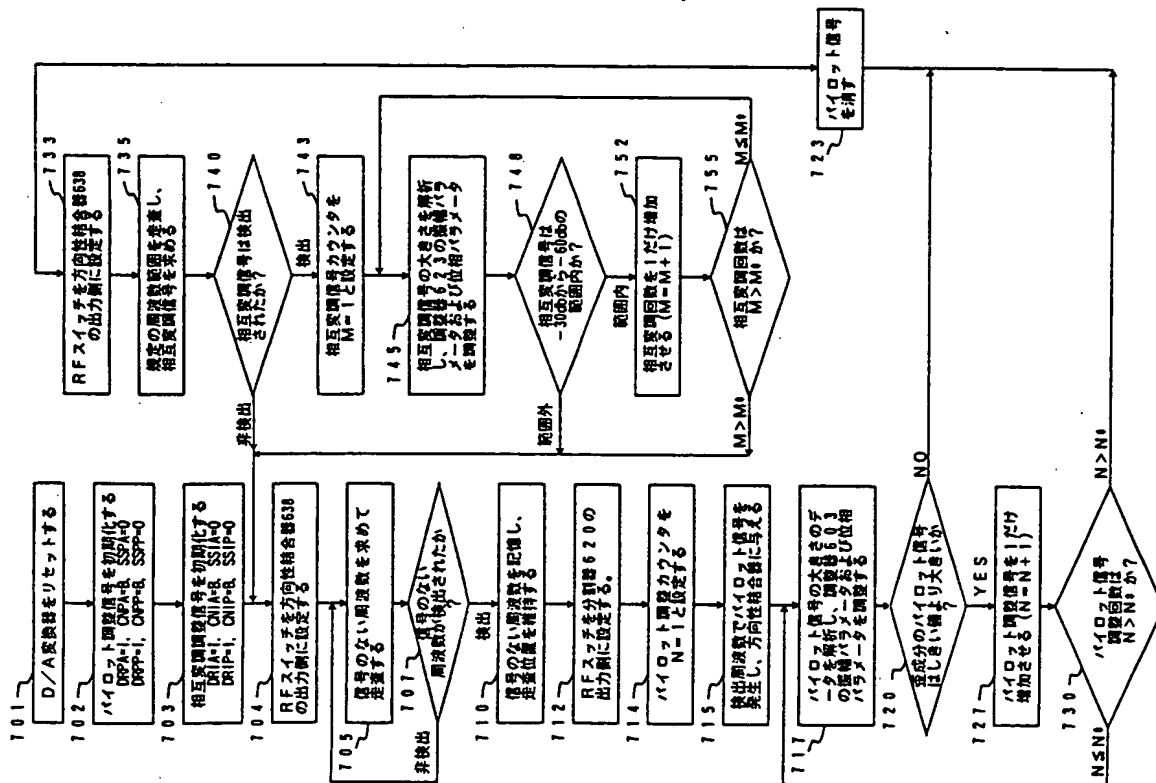 701
D/A変換器をリセットする
702
パイロット調整信号を初期化する
DRPA=1, CNPA=B, SSPA=0
DRPP=1, CNPP=B, SSPP=0
703
相互変調調整信号を初期化する
DRIA=1, CNIA=B, SSIA=0
DRIP=1, CNIP=B, SSIP=0
704
RFスイッチを方向性結合器638
の出力側に設定する
705
信号のない周波数を求めて
走査する
707
信号のない
周波数が検出されたか
?
非検出
検出
710
信号のない周波数を記憶し、
走査位置を維持する
712
RFスッチを分割器620の
出力側に設定する。
714
パイロット調整カウンタを
N=1と設定する
715
検出周波数でパイロット信号を
発生し、方向性結合器に与える
717
パイロット信号の大きさのデ
ータを解析し、調整器603
の振幅パラメータおよび位相
パラメータを調整する
720
歪成分のパイロット信号
はしきい値より大きいか
?
NO
YES
727
パイロット調整信号を1だけ
増加させる(N=N+1)
730
パイロット信号
調整回数は
N>N*か?
N≤N*
N>N*
723
パイロット信号
を消す
733
RFスイッチを方向性結合器638
の出力側に設定する
735
規定の周波数範囲を走査し、
相互変調信号を求める
740
相互変調信号は検出
されたか?
非検出
検出
743
相互変調信号カウンタを
M=1と設定する
745
相互変調信号の大きさを解析
し、調整器623の振幅パラ
メータおよび位相パラメータ
を調整する
748
相互変調信号は
-30dbから-60dbの
範囲内か?
範囲外
範囲内
752
相互変調回数を1だけ増加
させる(M=M+1)
755
相互変調回数は
M>M*か?
M>M*
M≤M*